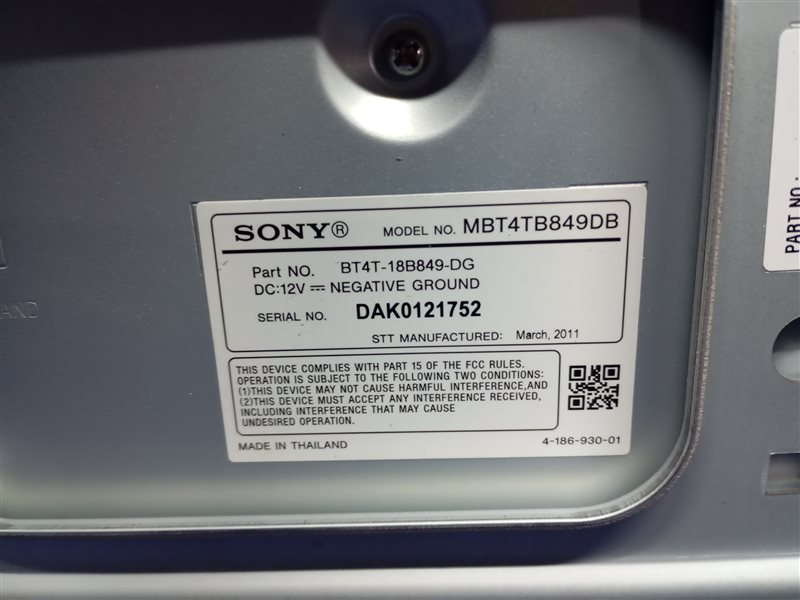 SONY® MODEL NO. MBT4TB849DB
Part NO. BT4T-18B849-DG
DC:12V ⎓ NEGATIVE GROUND
SERIAL NO. DAK0121752
STT MANUFACTURED: March, 2011
THIS DEVICE COMPLIES WITH PART 15 OF THE FCC RULES.
OPERATION IS SUBJECT TO THE FOLLOWING TWO CONDITIONS:
(1)THIS DEVICE MAY NOT CAUSE HARMFUL INTERFERENCE,AND
(2)THIS DEVICE MUST ACCEPT ANY INTERFERENCE RECEIVED,
INCLUDING INTERFERENCE THAT MAY CAUSE
UNDESIRED OPERATION.
MADE IN THAILAND 4-186-930-01
PART NO.: